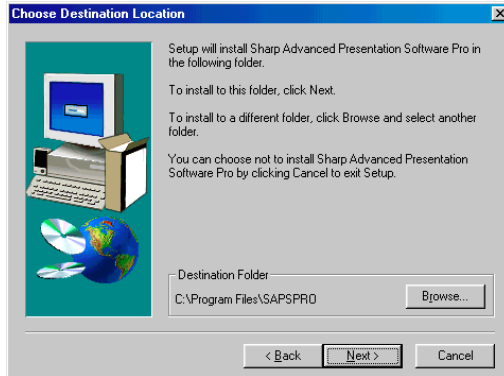 Choose Destination Location
Setup will install Sharp Advanced Presentation Software Pro in
the following folder.
To install to this folder, click Next.
To install to a different folder, click Browse and select another
folder.
You can choose not to install Sharp Advanced Presentation
Software Pro by clicking Cancel to exit Setup.
Destination Folder
C:\Program Files\SAPSPRO
Browse...
< Back
Next >
Cancel